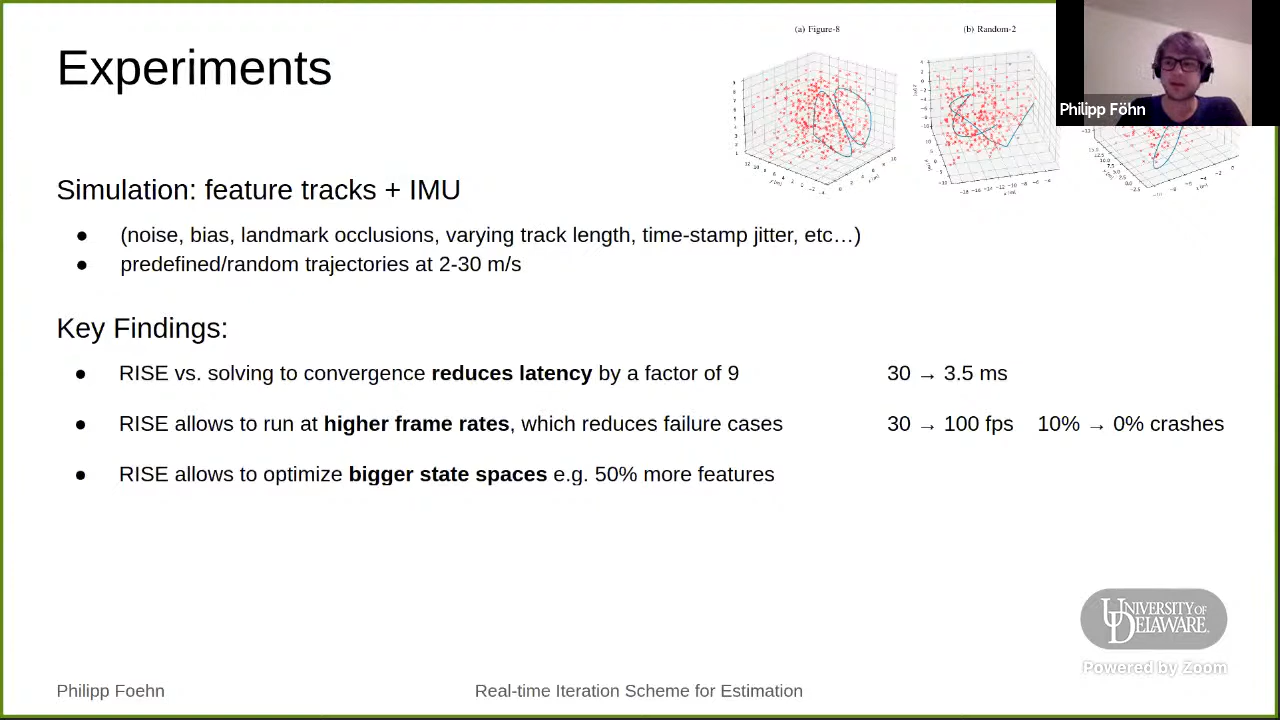 (a) Figure-8
(b) Random-2
Experiments
Philipp Föhn
Simulation: feature tracks + IMU
● (noise, bias, landmark occlusions, varying track length, time-stamp jitter, etc…)
● predefined/random trajectories at 2-30 m/s
Key Findings:
● RISE vs. solving to convergence reduces latency by a factor of 9 30 → 3.5 ms
● RISE allows to run at higher frame rates, which reduces failure cases 30 → 100 fps 10% → 0% crashes
● RISE allows to optimize bigger state spaces e.g. 50% more features
UNIVERSITY OF
DELAWARE.
Powered by Zoom
Philipp Foehn Real-time Iteration Scheme for Estimation